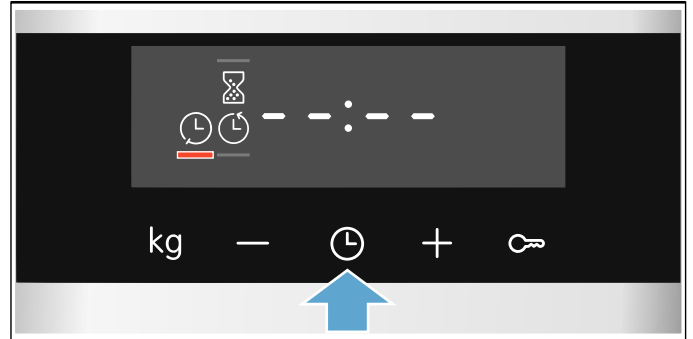 --:--
kg — +